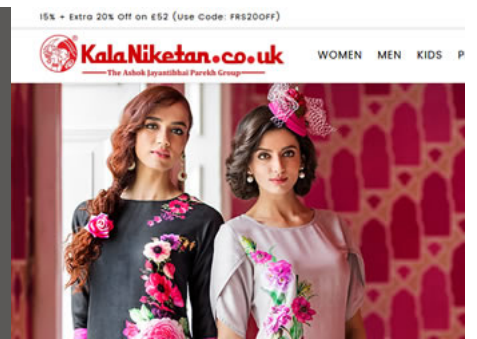 15% + Extra 20% Off on £52 (Use Code: FRS20OFF)
KalaNiketan.co.uk
The Ashok Jayantibhai Parekh Group
WOMEN MEN KIDS P